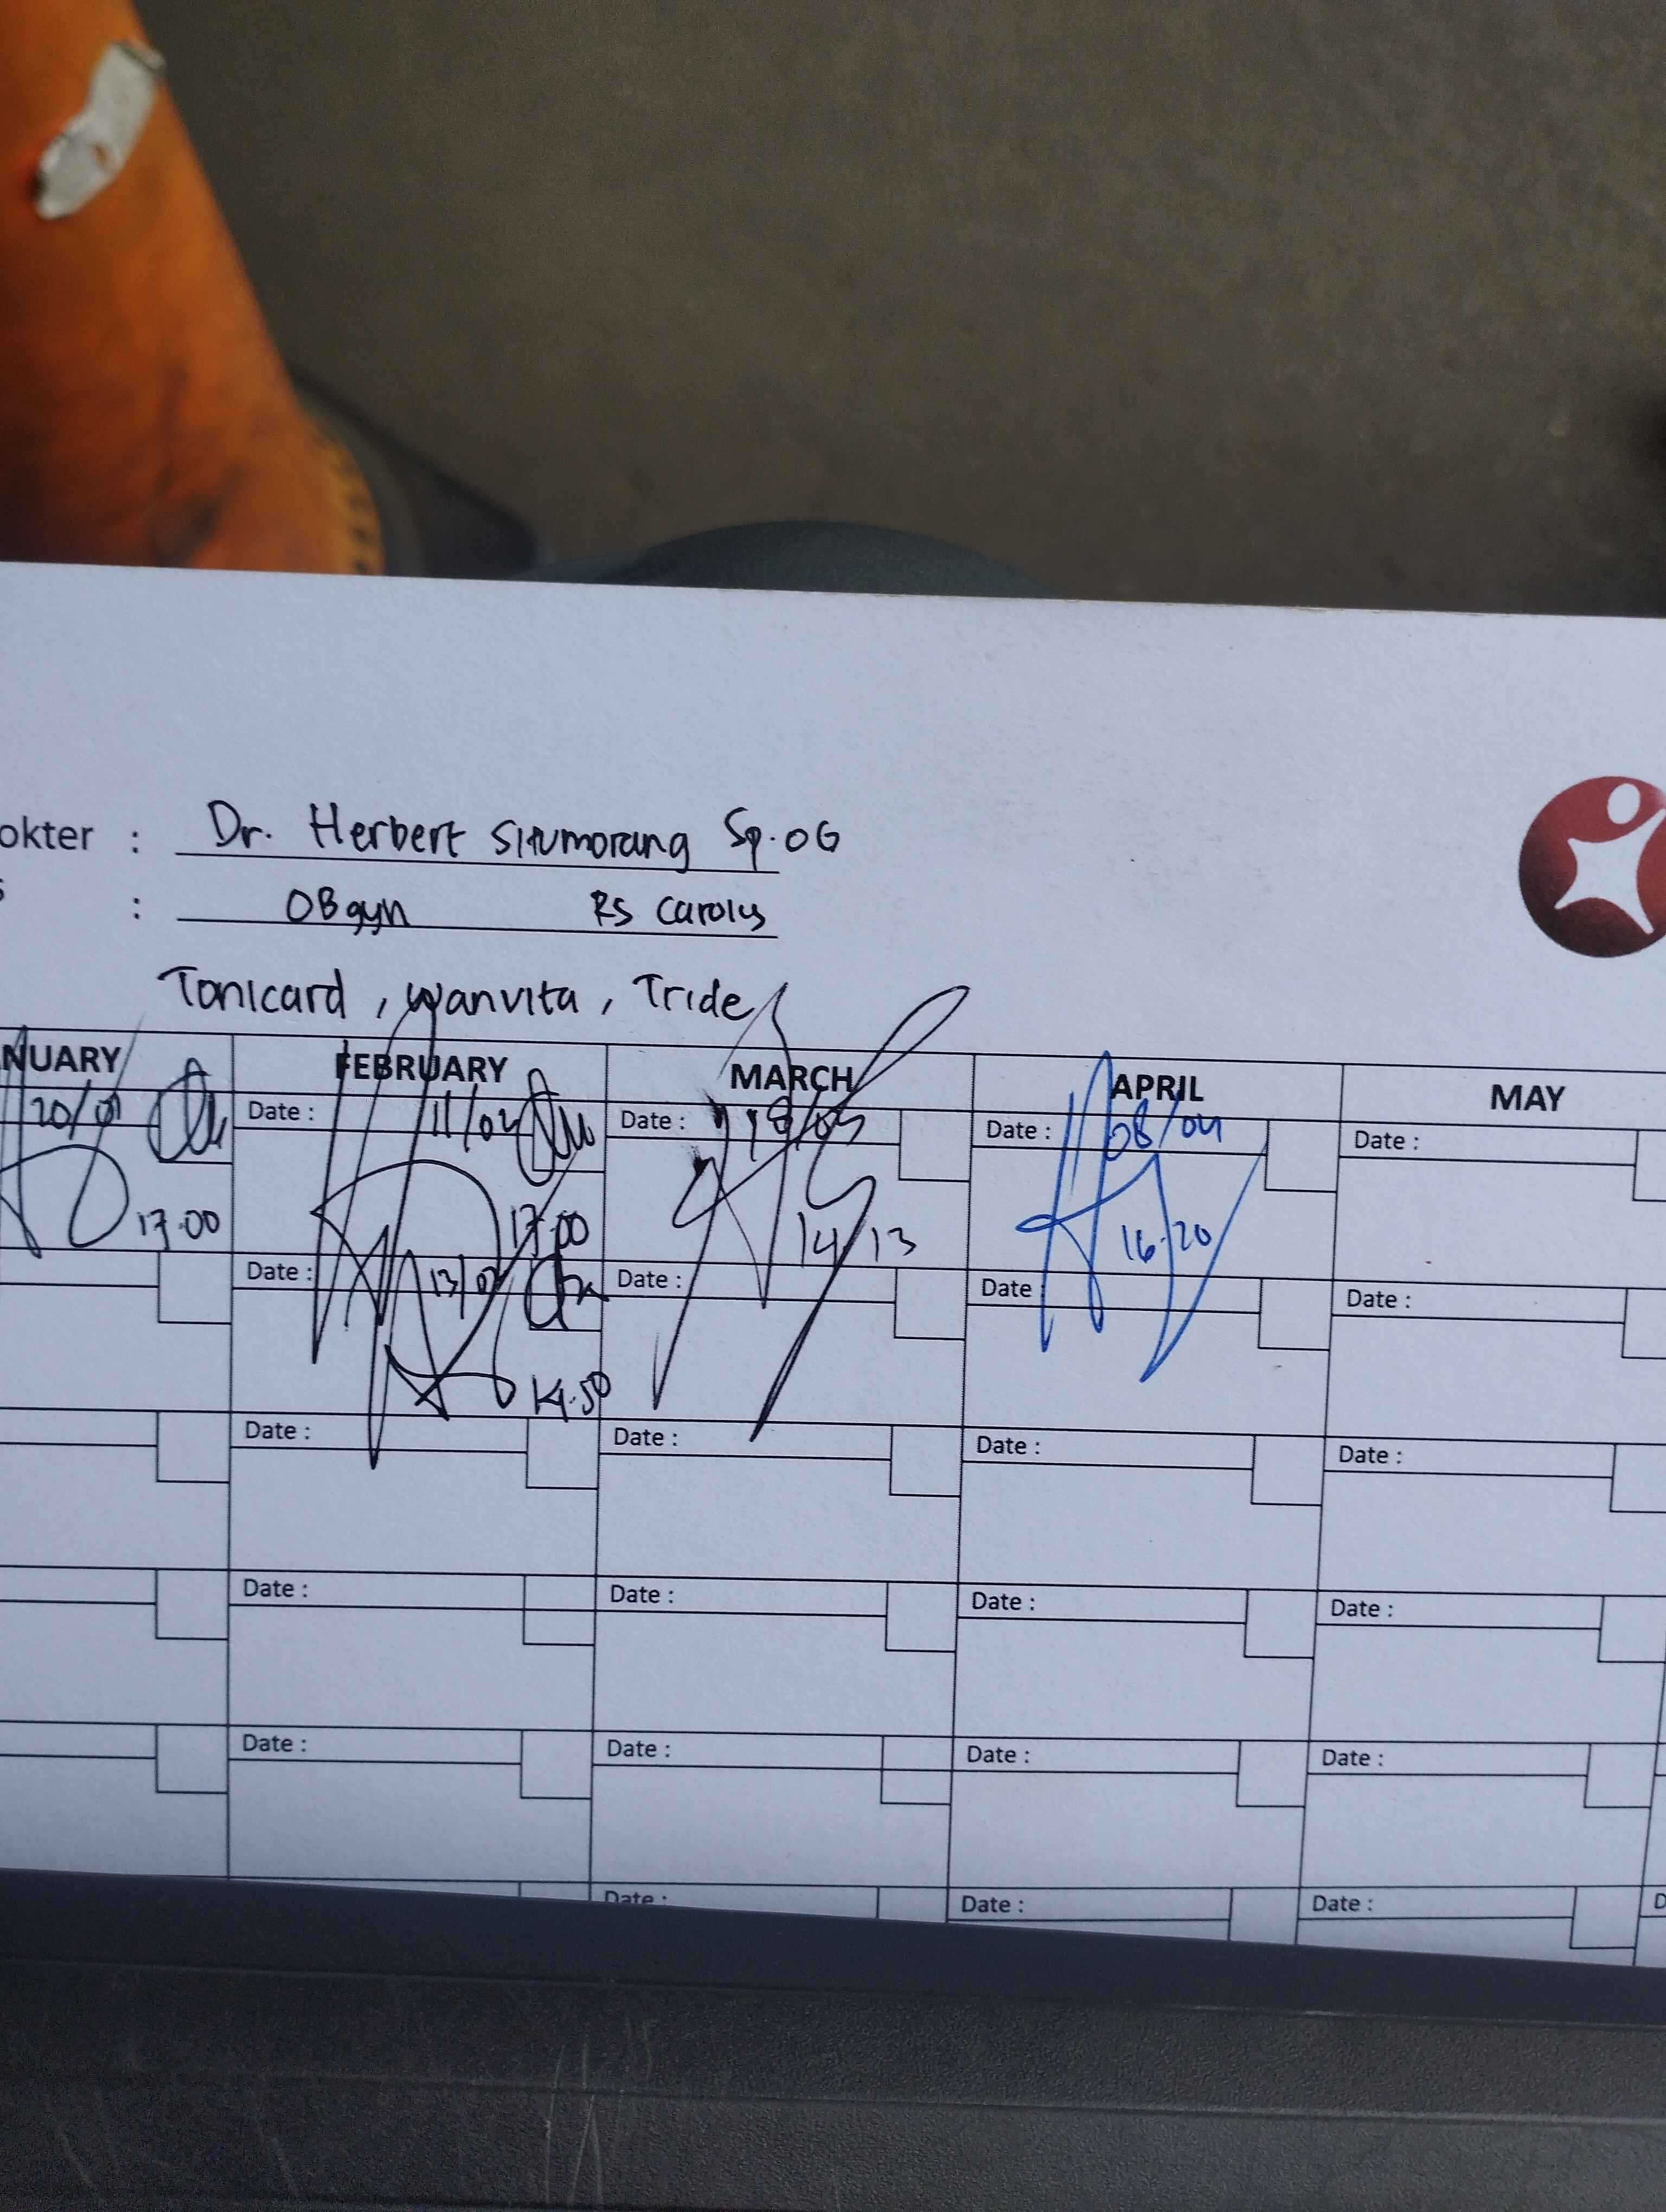 okter : Dr. Herbert Situmorang Sp.OG
: OBgyn RS Carolus
Tonicard, Wanvita, Tride
NUARY FEBRUARY MARCH APRIL MAY
20/01 Date : 11/02 Date : 18/03 Date : 08/04 Date :
17.00 17.00 14/13 16.20
Date : 13/02 Date : Date Date :
14.50
Date : Date : Date : Date :
Date : Date : Date : Date :
Date : Date : Date : Date :
Date : Date : Date :